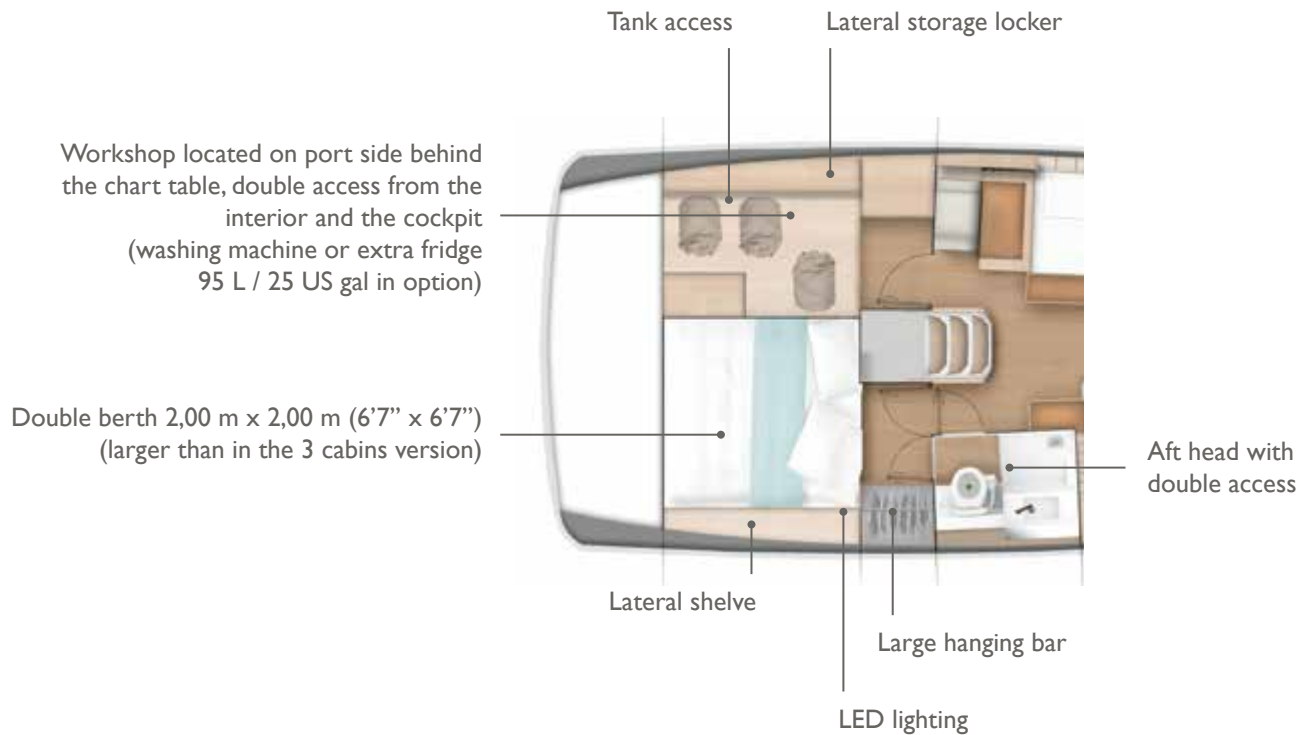 Tank access
Lateral storage locker
Workshop located on port side behind
the chart table, double access from the
interior and the cockpit
(washing machine or extra fridge
95 L / 25 US gal in option)
Double berth 2,00 m x 2,00 m (6’7” x 6’7”)
(larger than in the 3 cabins version)
Aft head with
double access
Lateral shelve
Large hanging bar
LED lighting